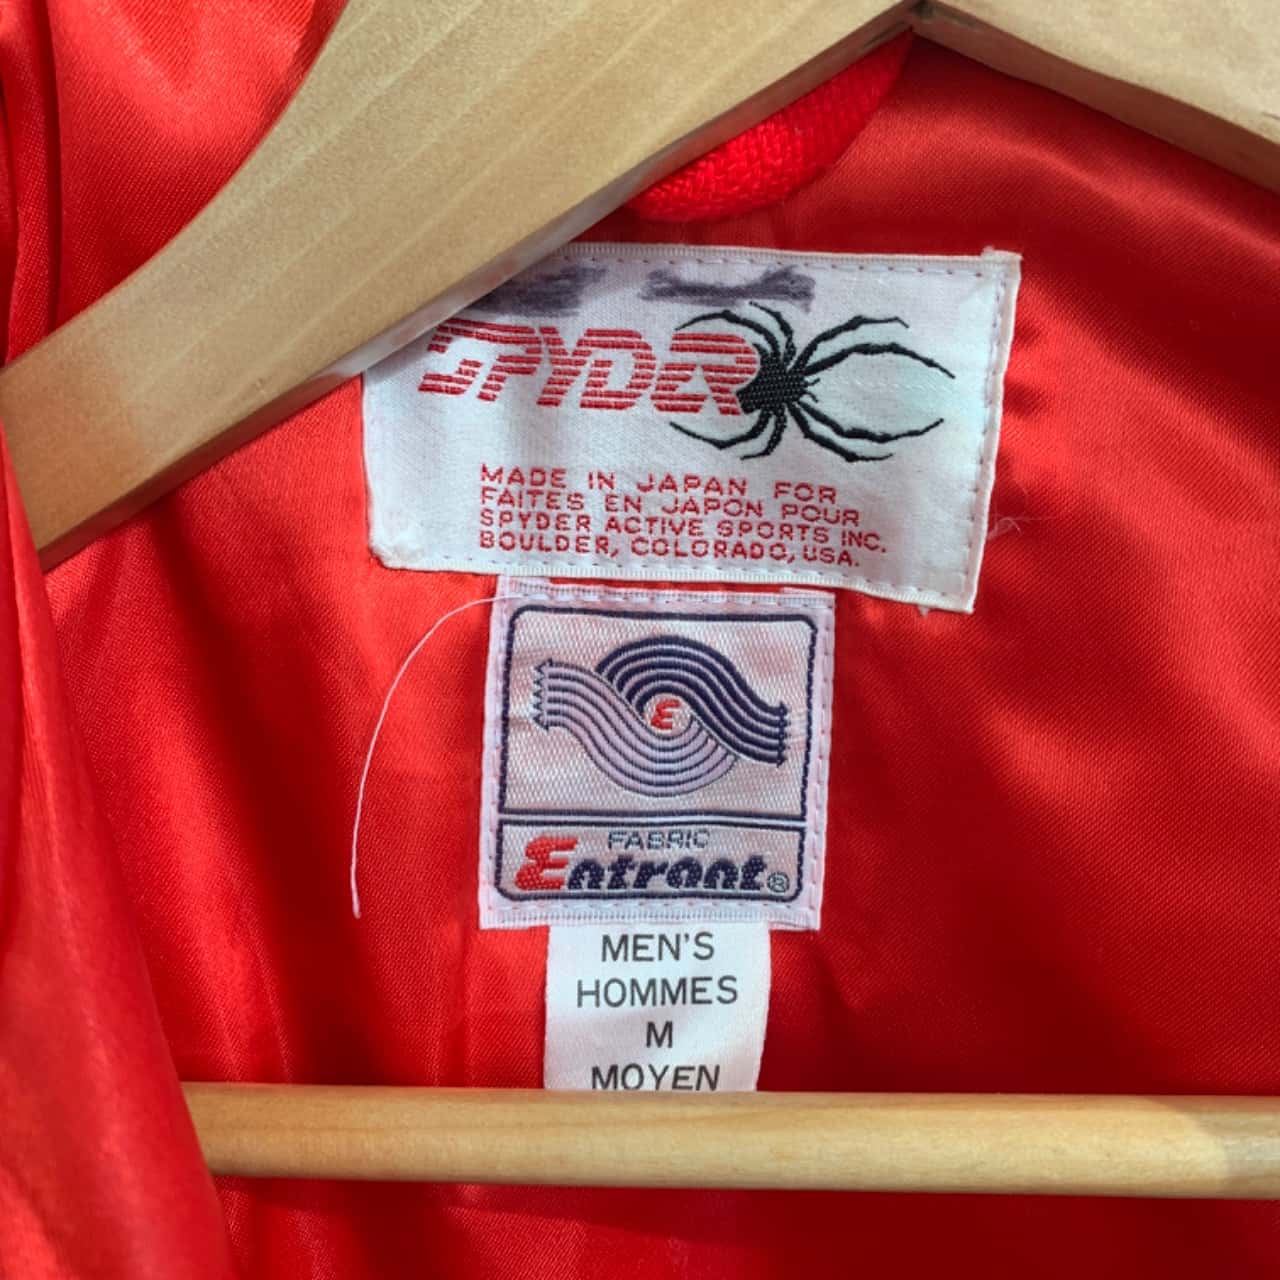 SPYDER
MADE IN JAPAN FOR
FAITES EN JAPON POUR
SPYDER ACTIVE SPORTS INC.
BOULDER, COLORADO, USA.
E
FABRIC
Entrant®
MEN'S
HOMMES
M
MOYEN